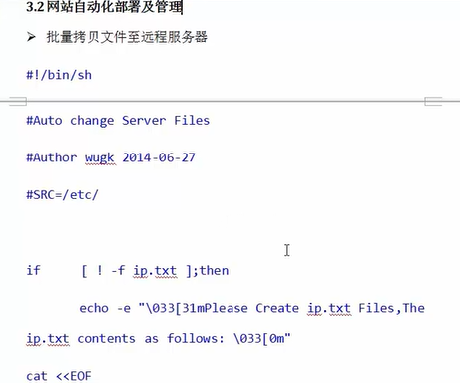 3.2网站自动化部署及管理
➢ 批量拷贝文件至远程服务器
#!/bin/sh
#Auto change Server Files
#Author wugk 2014-06-27
#SRC=/etc/
if [ ! -f ip.txt ];then
echo -e "\033[31mPlease Create ip.txt Files,The
ip.txt contents as follows: \033[0m"
cat <<EOF